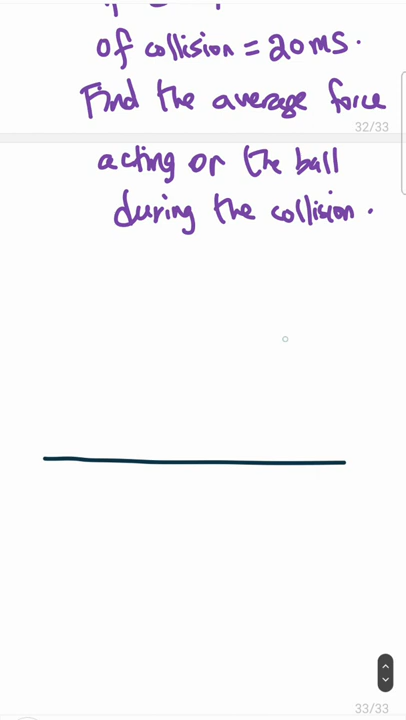 of collision = 20ms.
Find the average force
32/33
acting on the ball
during the collision.
33/33